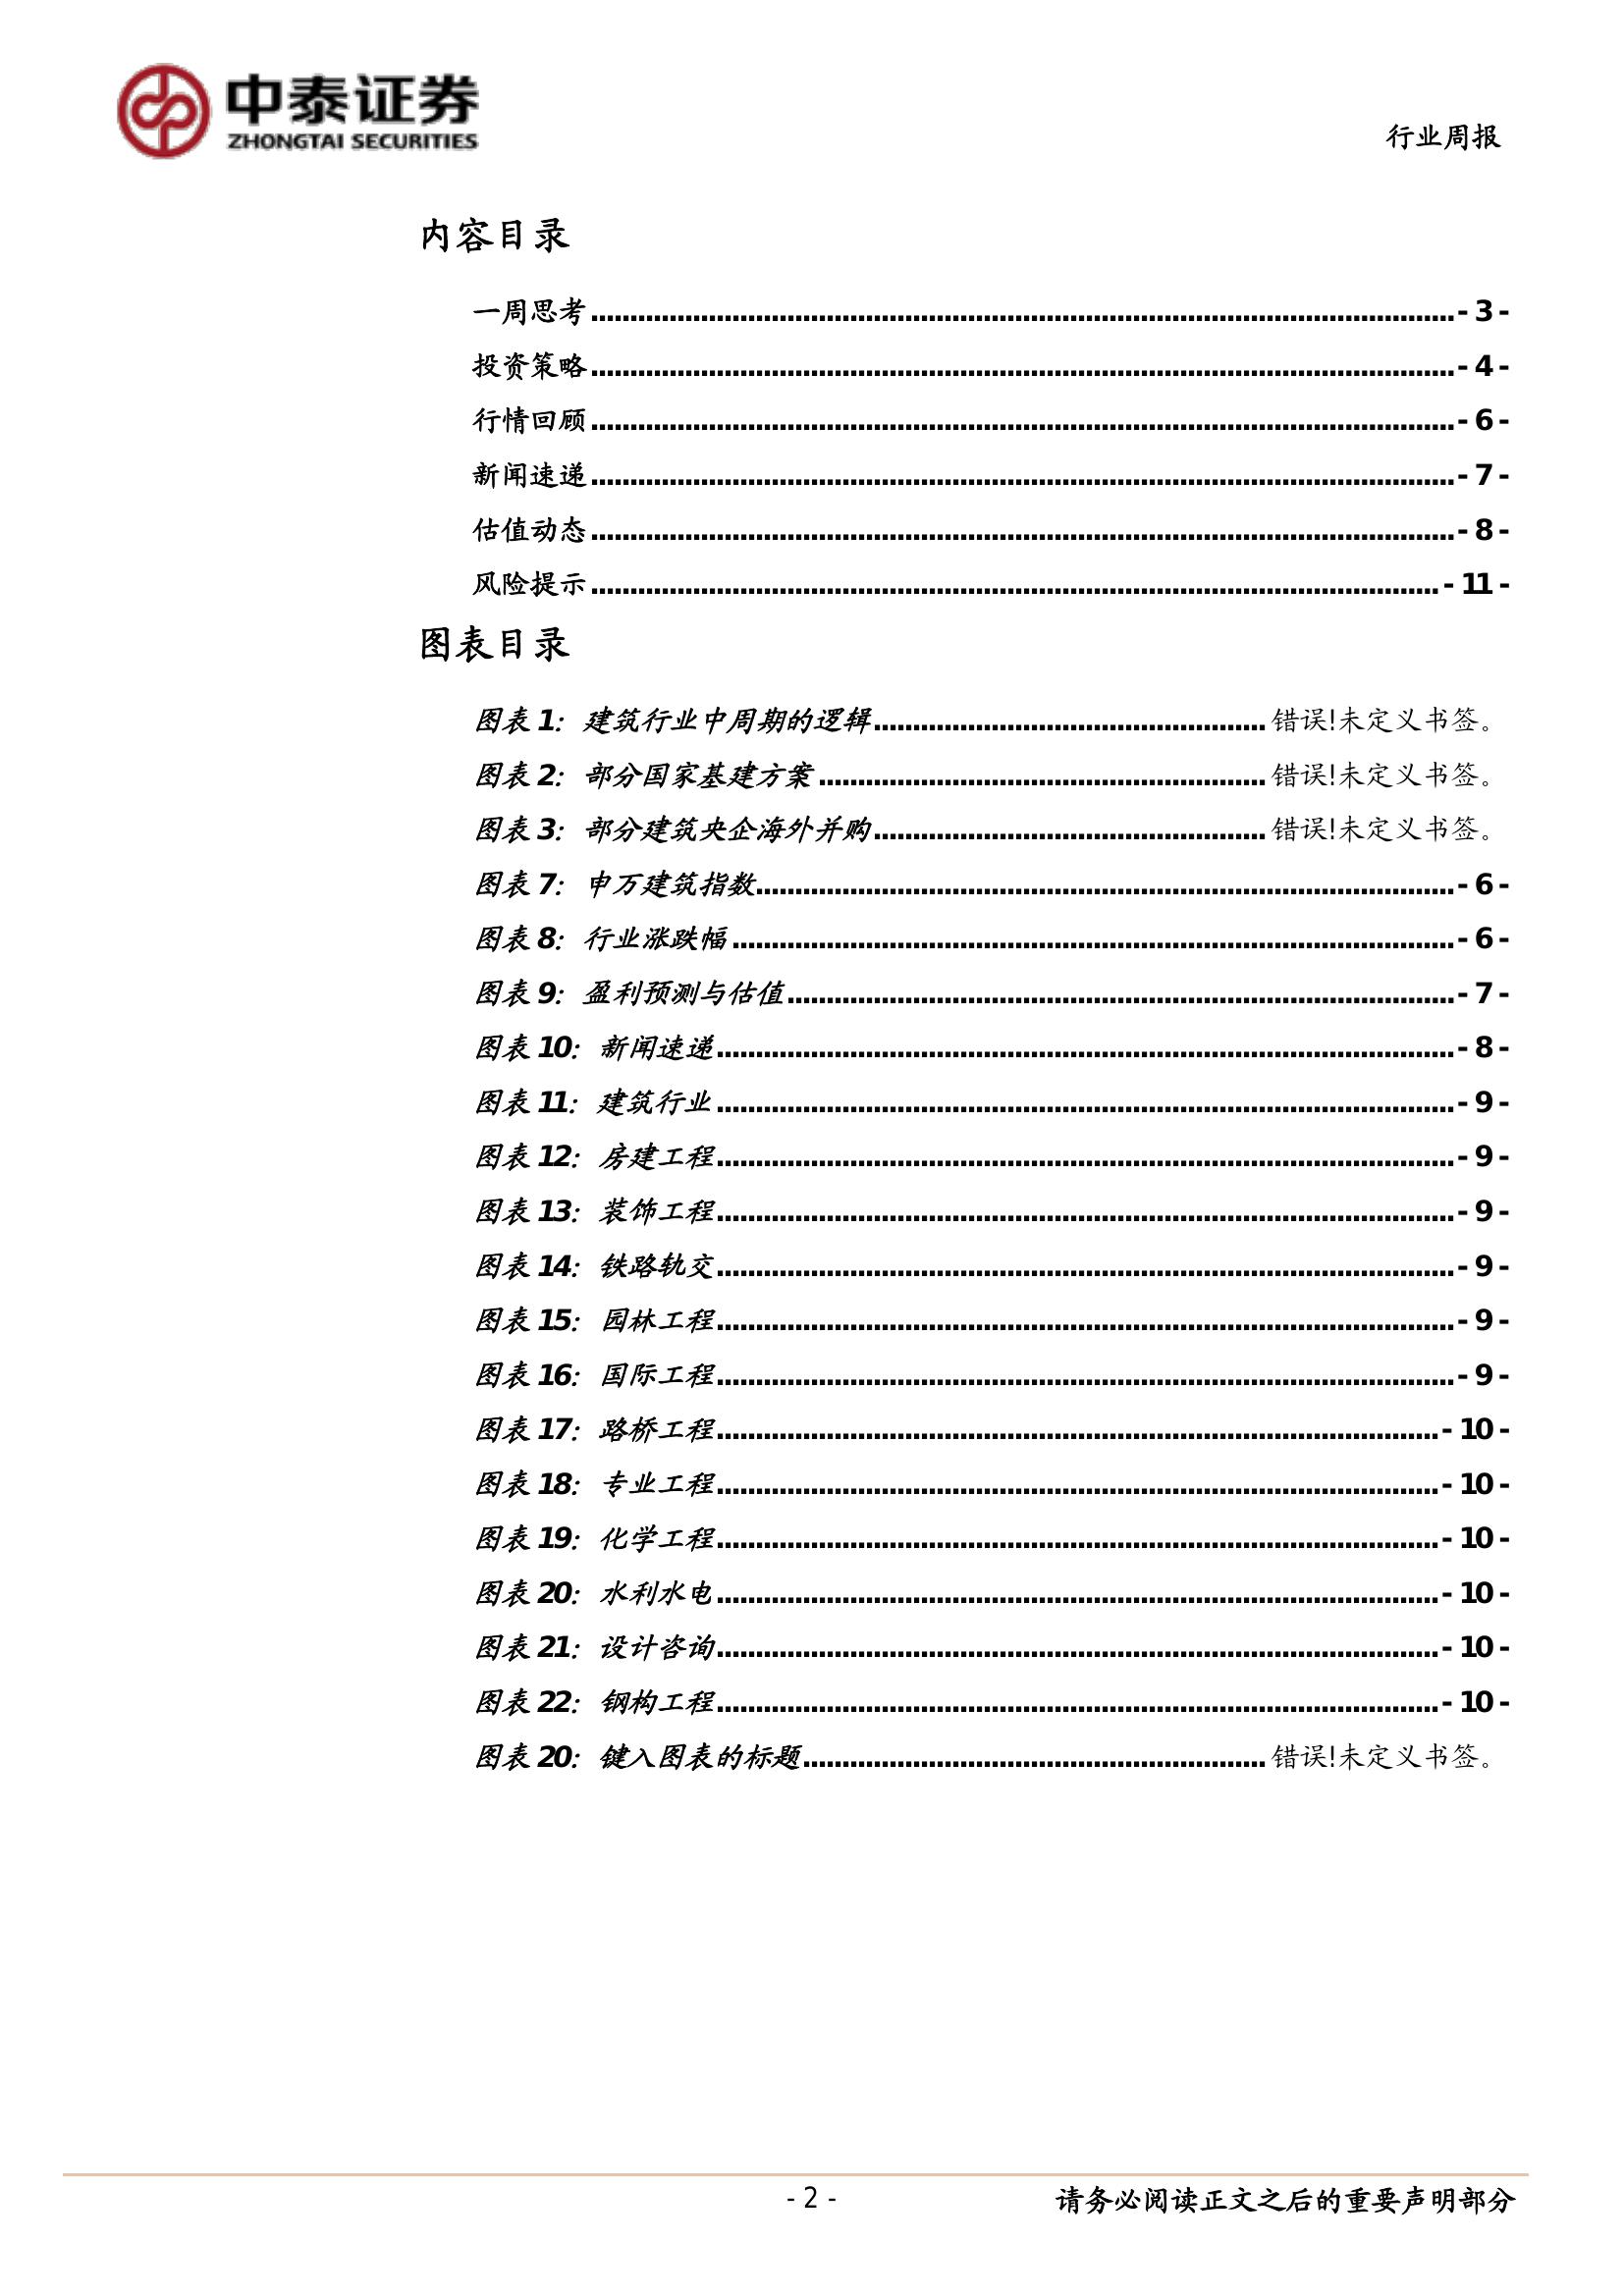 中泰证券
ZHONGTAI SECURITIES
行业周报
内容目录
一周思考........................................- 3 -
投资策略........................................- 4 -
行情回顾........................................- 6 -
新闻速递........................................- 7 -
估值动态........................................- 8 -
风险提示........................................- 11 -
图表目录
图表 1：建筑行业中周期的逻辑........................................错误!未定义书签。
图表 2：部分国家基建方案........................................错误!未定义书签。
图表 3：部分建筑央企海外并购........................................错误!未定义书签。
图表 7：申万建筑指数........................................- 6 -
图表 8：行业涨跌幅........................................- 6 -
图表 9：盈利预测与估值........................................- 7 -
图表 10：新闻速递........................................- 8 -
图表 11：建筑行业........................................- 9 -
图表 12：房建工程........................................- 9 -
图表 13：装饰工程........................................- 9 -
图表 14：铁路轨交........................................- 9 -
图表 15：园林工程........................................- 9 -
图表 16：国际工程........................................- 9 -
图表 17：路桥工程........................................- 10 -
图表 18：专业工程........................................- 10 -
图表 19：化学工程........................................- 10 -
图表 20：水利水电........................................- 10 -
图表 21：设计咨询........................................- 10 -
图表 22：钢构工程........................................- 10 -
图表 20：键入图表的标题........................................错误!未定义书签。
- 2 -
请务必阅读正文之后的重要声明部分